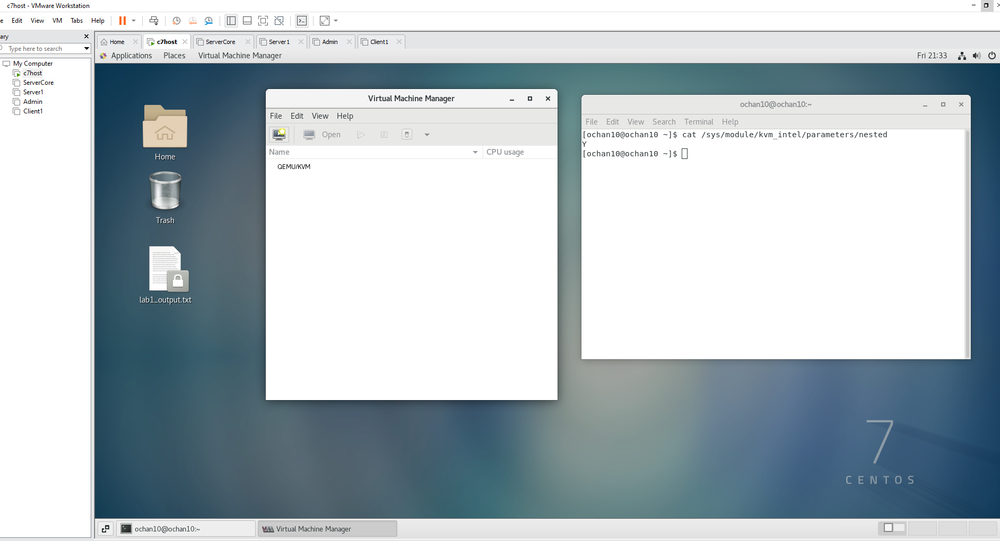 c7host - VMware Workstation
e Edit View VM Tabs Help
ary
Type here to search
My Computer
c7host
ServerCore
Server1
Admin
Client1
Home c7host ServerCore Server1 Admin Client1
Applications Places Virtual Machine Manager Fri 21:33
Home
Trash
lab1_output.txt
Virtual Machine Manager
File Edit View Help
Open
Name CPU usage
QEMU/KVM
ochan10@ochan10:~
File Edit View Search Terminal Help
[ochan10@ochan10 ~]$ cat /sys/module/kvm_intel/parameters/nested
Y
[ochan10@ochan10 ~]$
7
CENTOS
ochan10@ochan10:~ Virtual Machine Manager